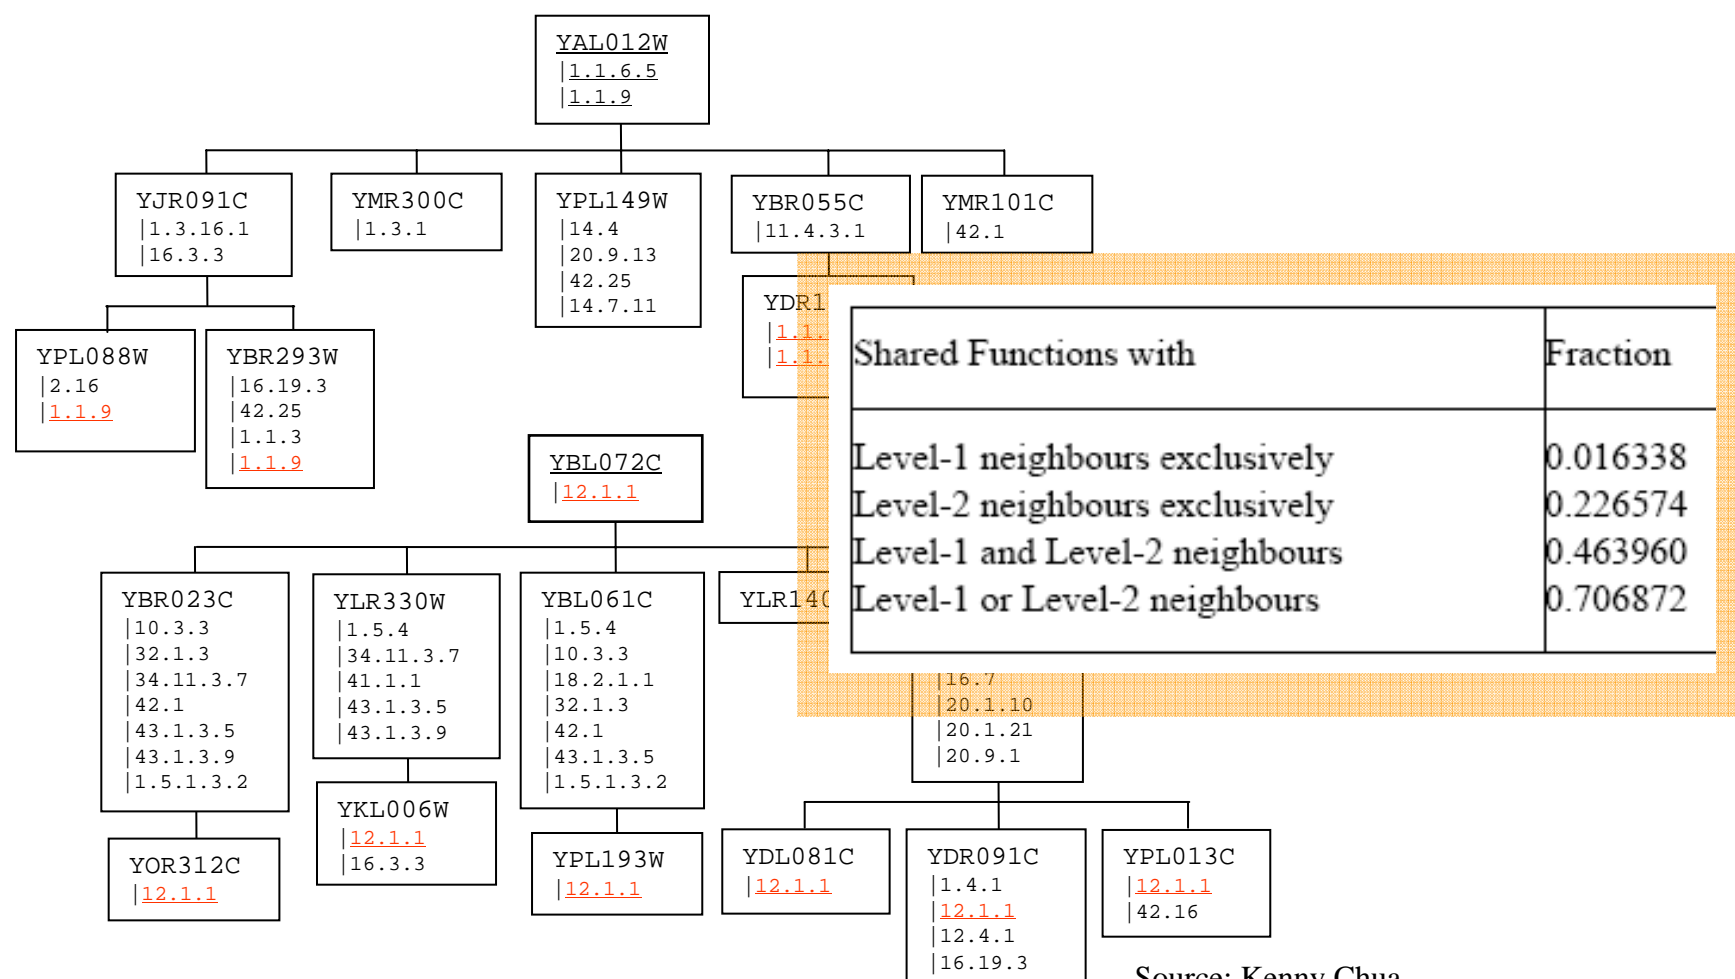 YAL012W
|1.1.6.5
|1.1.9
YJR091C
|1.3.16.1
|16.3.3
YMR300C
|1.3.1
YPL149W
|14.4
|20.9.13
|42.25
|14.7.11
YBR055C
|11.4.3.1
YMR101C
|42.1
YPL088W
|2.16
|1.1.9
YBR293W
|16.19.3
|42.25
|1.1.3
|1.1.9
YDR1
|1.1.
|1.1.
Shared Functions with Fraction
Level-1 neighbours exclusively 0.016338
Level-2 neighbours exclusively 0.226574
Level-1 and Level-2 neighbours 0.463960
Level-1 or Level-2 neighbours 0.706872
YBL072C
|12.1.1
YBR023C
|10.3.3
|32.1.3
|34.11.3.7
|42.1
|43.1.3.5
|43.1.3.9
|1.5.1.3.2
YLR330W
|1.5.4
|34.11.3.7
|41.1.1
|43.1.3.5
|43.1.3.9
YBL061C
|1.5.4
|10.3.3
|18.2.1.1
|32.1.3
|42.1
|43.1.3.5
|1.5.1.3.2
YLR140
|16.7
|20.1.10
|20.1.21
|20.9.1
YOR312C
|12.1.1
YKL006W
|12.1.1
|16.3.3
YPL193W
|12.1.1
YDL081C
|12.1.1
YDR091C
|1.4.1
|12.1.1
|12.4.1
|16.19.3
YPL013C
|12.1.1
|42.16
Source: Kenny Chua